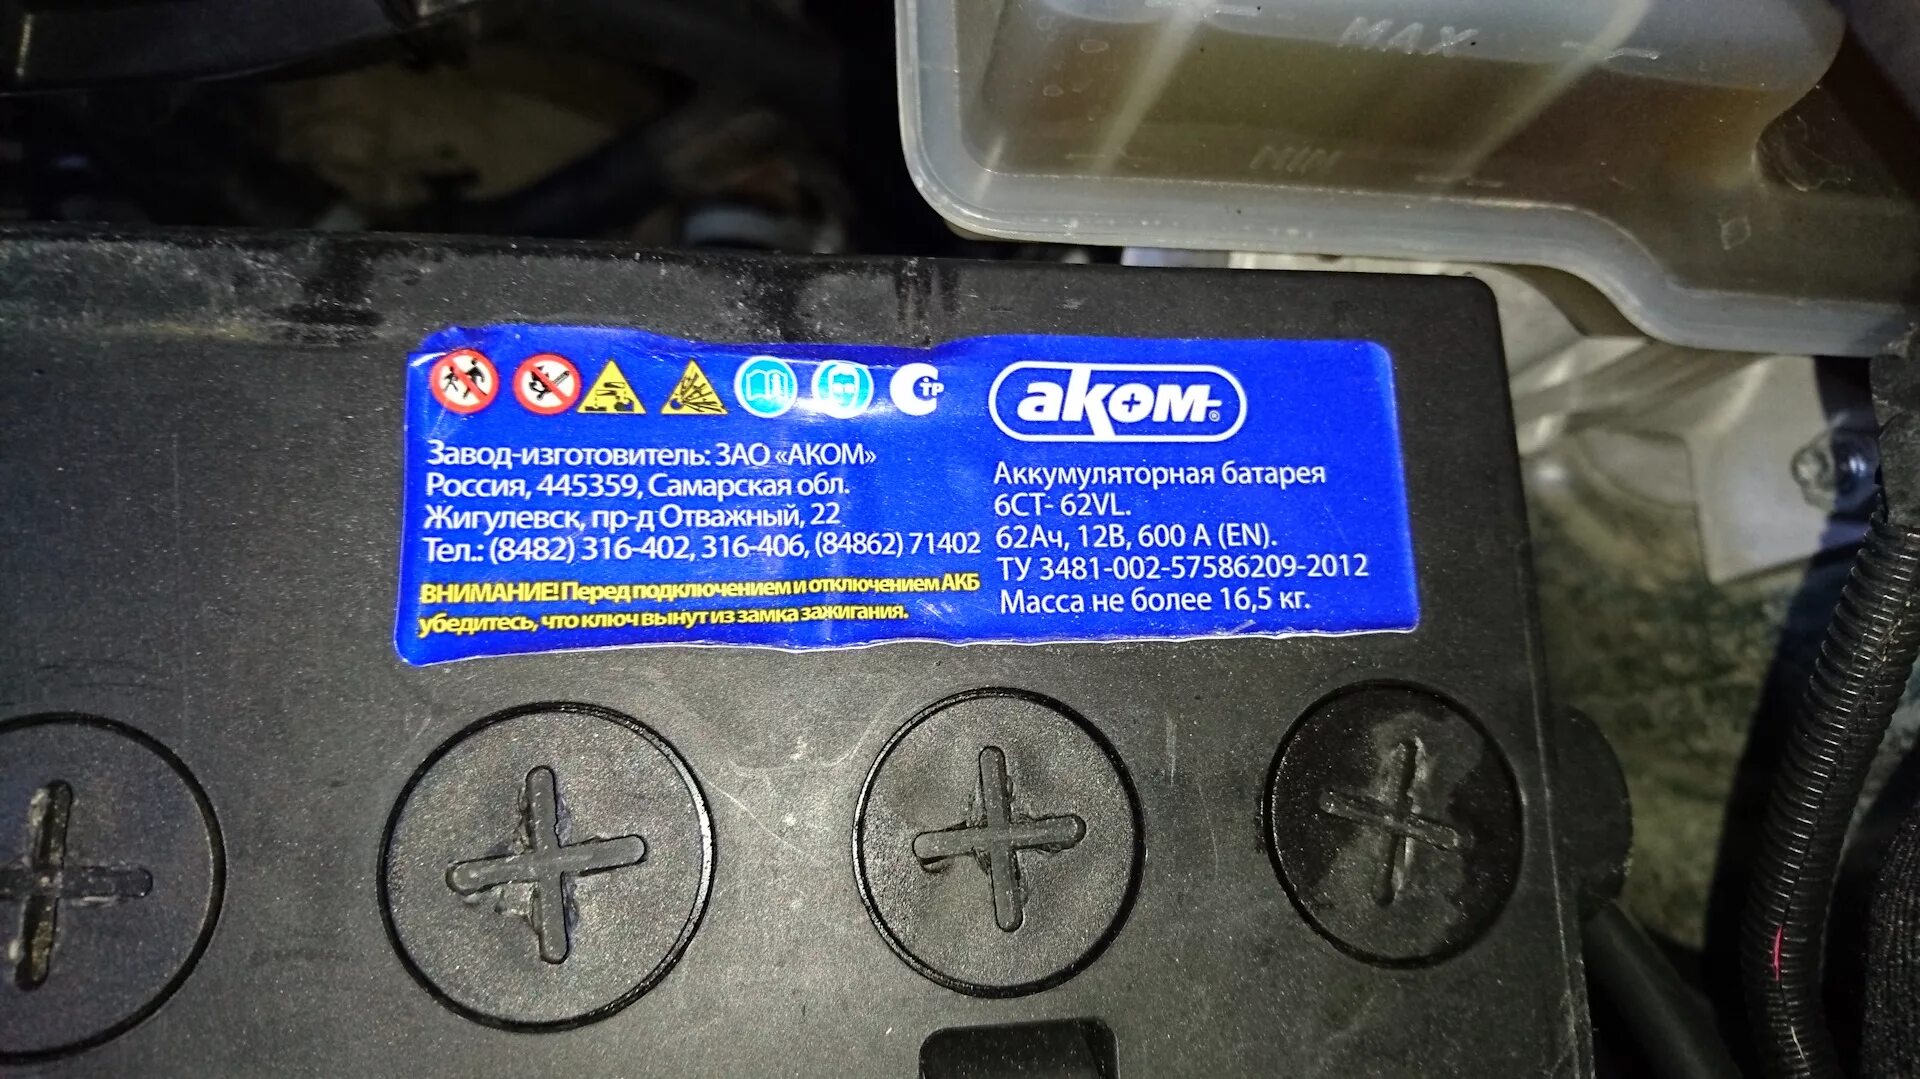 MAX
MIN
Завод-изготовитель: ЗАО «АКОМ»
Россия, 445359, Самарская обл.
Жигулевск, пр-д Отважный, 22
Тел.: (8482) 316-402, 316-406, (84862) 71402
ВНИМАНИЕ! Перед подключением и отключением АКБ
убедитесь, что ключ вынут из замка зажигания.
аком®
Аккумуляторная батарея
6СТ- 62VL.
62Ач, 12В, 600 А (EN).
ТУ 3481-002-57586209-2012
Масса не более 16,5 кг.